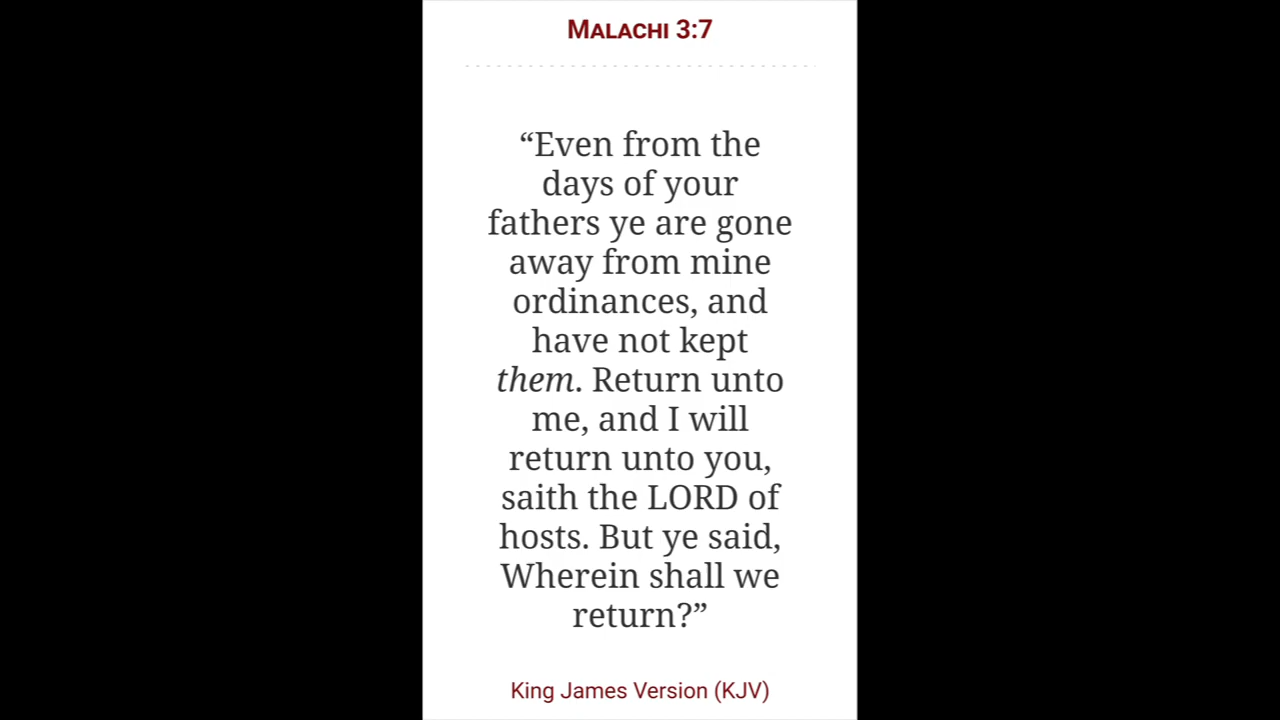 MALACHI 3:7
“Even from the
days of your
fathers ye are gone
away from mine
ordinances, and
have not kept
them. Return unto
me, and I will
return unto you,
saith the LORD of
hosts. But ye said,
Wherein shall we
return?”
King James Version (KJV)